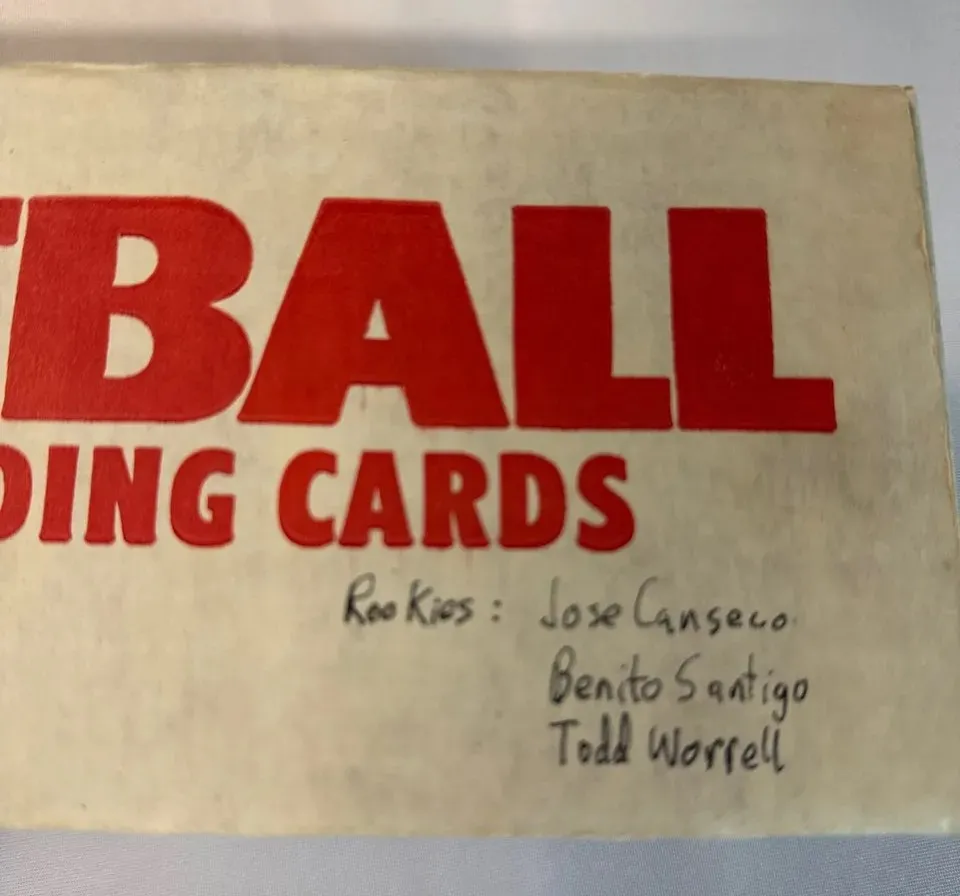 BALL
DING CARDS
Rookies: Jose Canseco
Benito Santigo
Todd Worrell